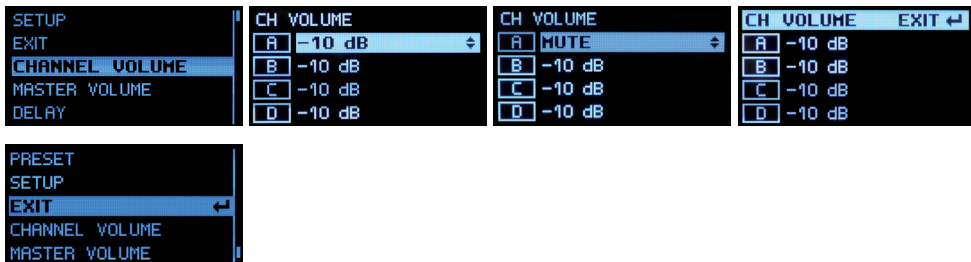 SETUP
EXIT
CHANNEL VOLUME
MASTER VOLUME
DELAY
CH VOLUME
A -10 dB
B -10 dB
C -10 dB
D -10 dB
CH VOLUME
A MUTE
B -10 dB
C -10 dB
D -10 dB
CH VOLUME EXIT
A -10 dB
B -10 dB
C -10 dB
D -10 dB
PRESET
SETUP
EXIT
CHANNEL VOLUME
MASTER VOLUME